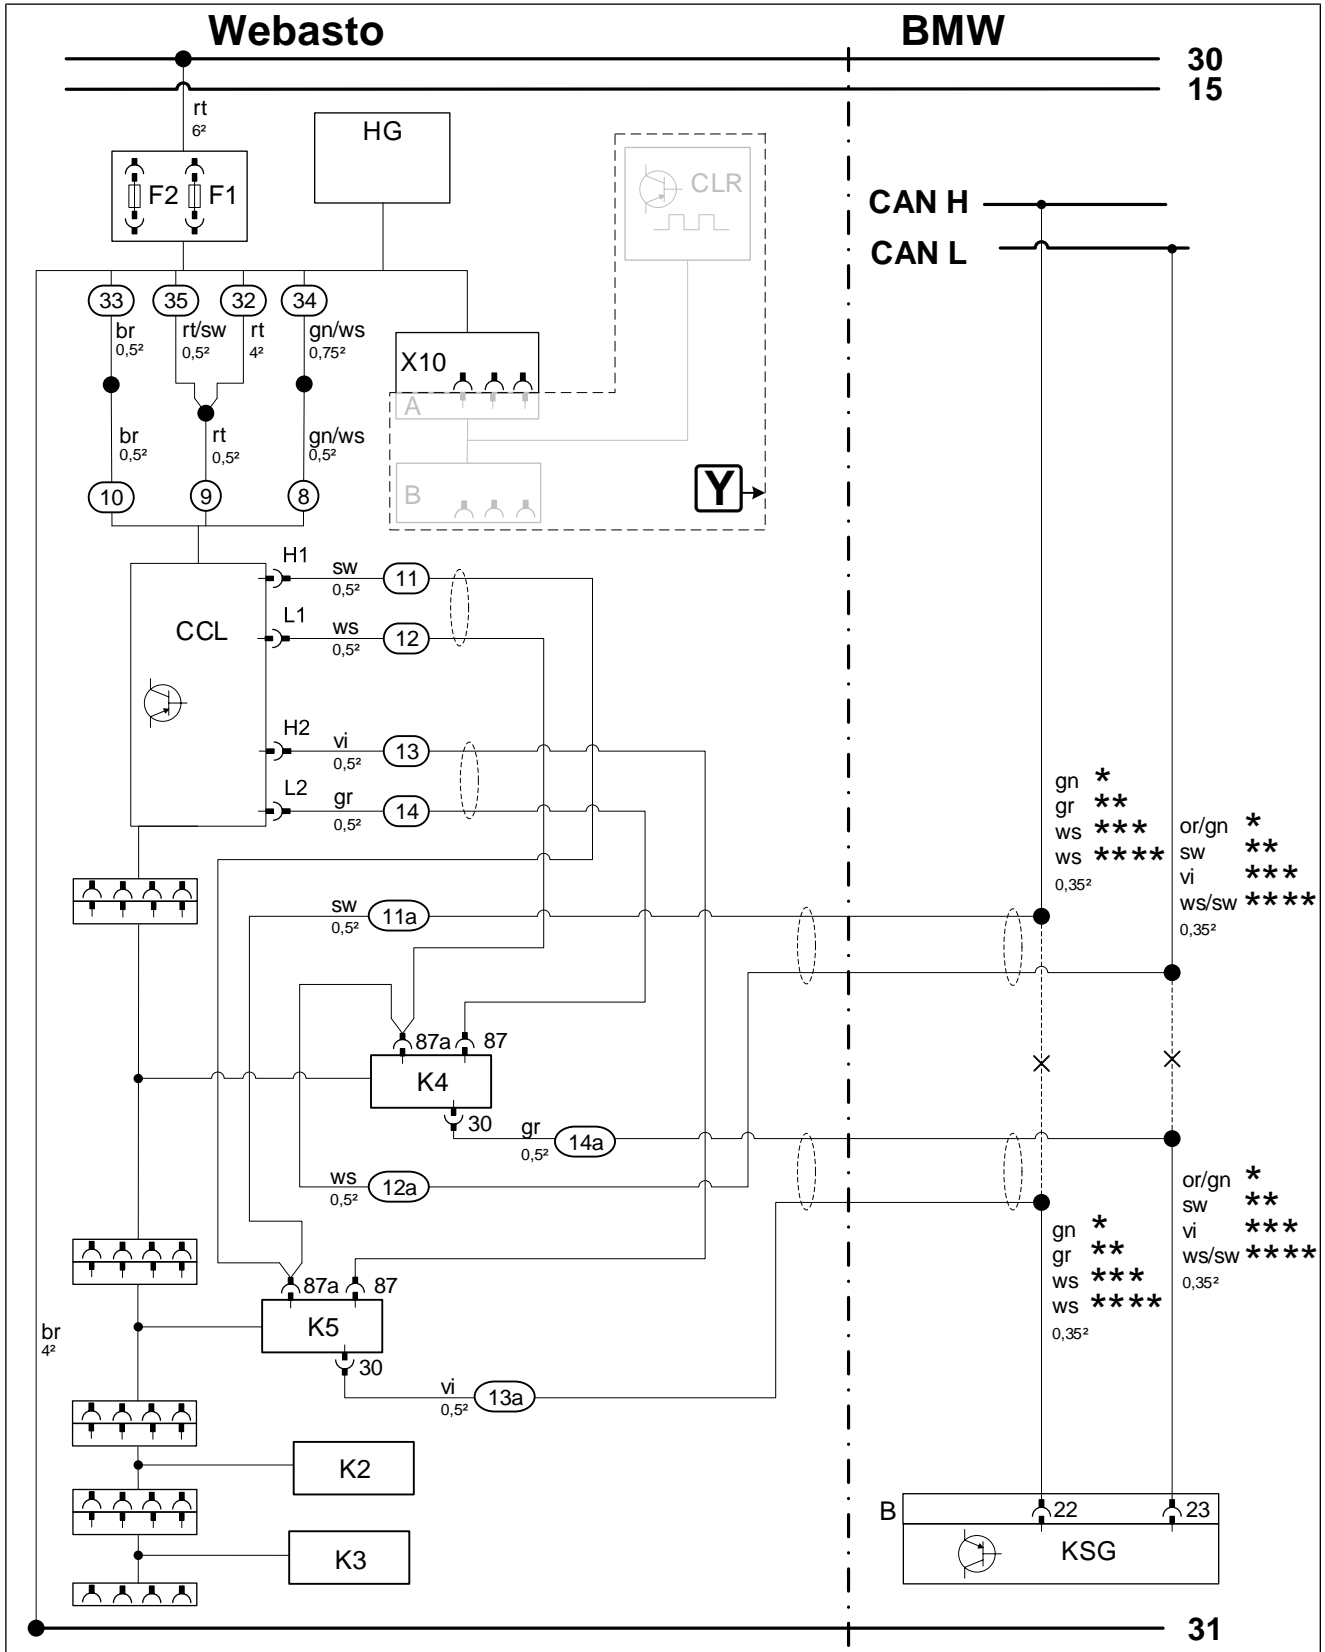 Webasto BMW
30
15
rt
6²
HG
F2 F1
CLR
CAN H
CAN L
33 35 32 34
br rt/sw rt gn/ws
0,5² 0,5² 4² 0,75²
X10
A
br rt gn/ws
0,5² 0,5² 0,5²
B
Y
10 9 8
H1
sw 11
0,5²
L1
CCL
ws 12
0,5²
H2
vi 13
0,5²
L2
gr 14
0,5²
gn *
gr **
ws ***
ws ****
0,35²
or/gn *
sw **
vi ***
ws/sw ****
0,35²
sw 11a
0,5²
87a 87
K4
30
gr 14a
0,5²
ws 12a
0,5²
or/gn *
sw **
vi ***
ws/sw ****
0,35²
gn *
gr **
ws ***
ws ****
0,35²
87a 87
K5
30
br
4²
vi 13a
0,5²
K2
B 22 23
KSG
K3
31